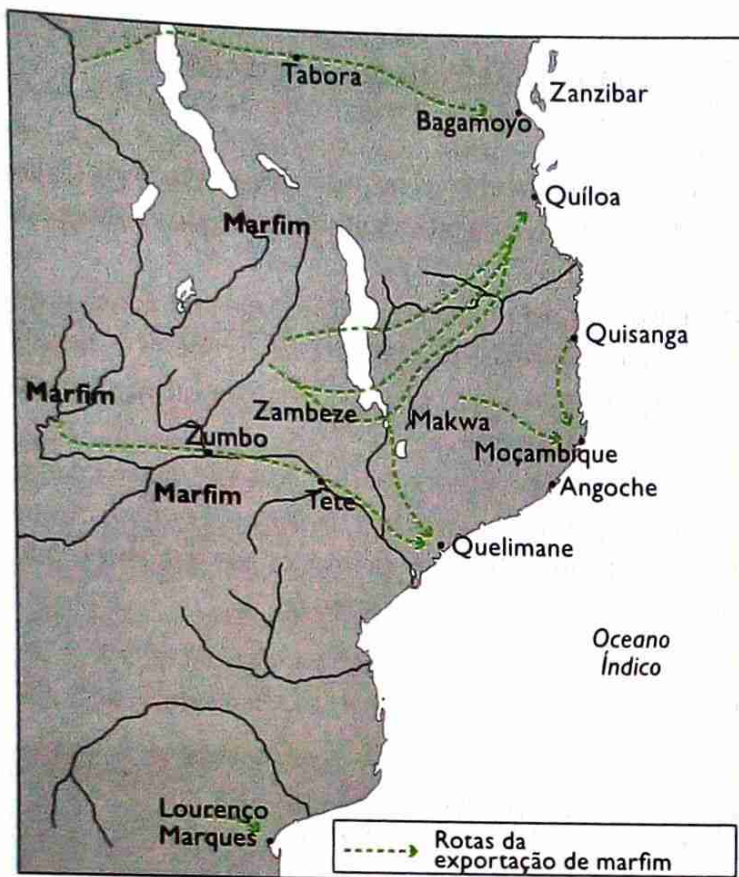 Tabora
Zanzibar
Bagamoyo
Quíloa
Marfim
Quisanga
Marfim
Zambeze
Makwa
Zumbo
Moçambique
Marfim
Tete
Angoche
Quelimane
Oceano
Índico
Lourenço
Marques
Rotas da
exportação de marfim